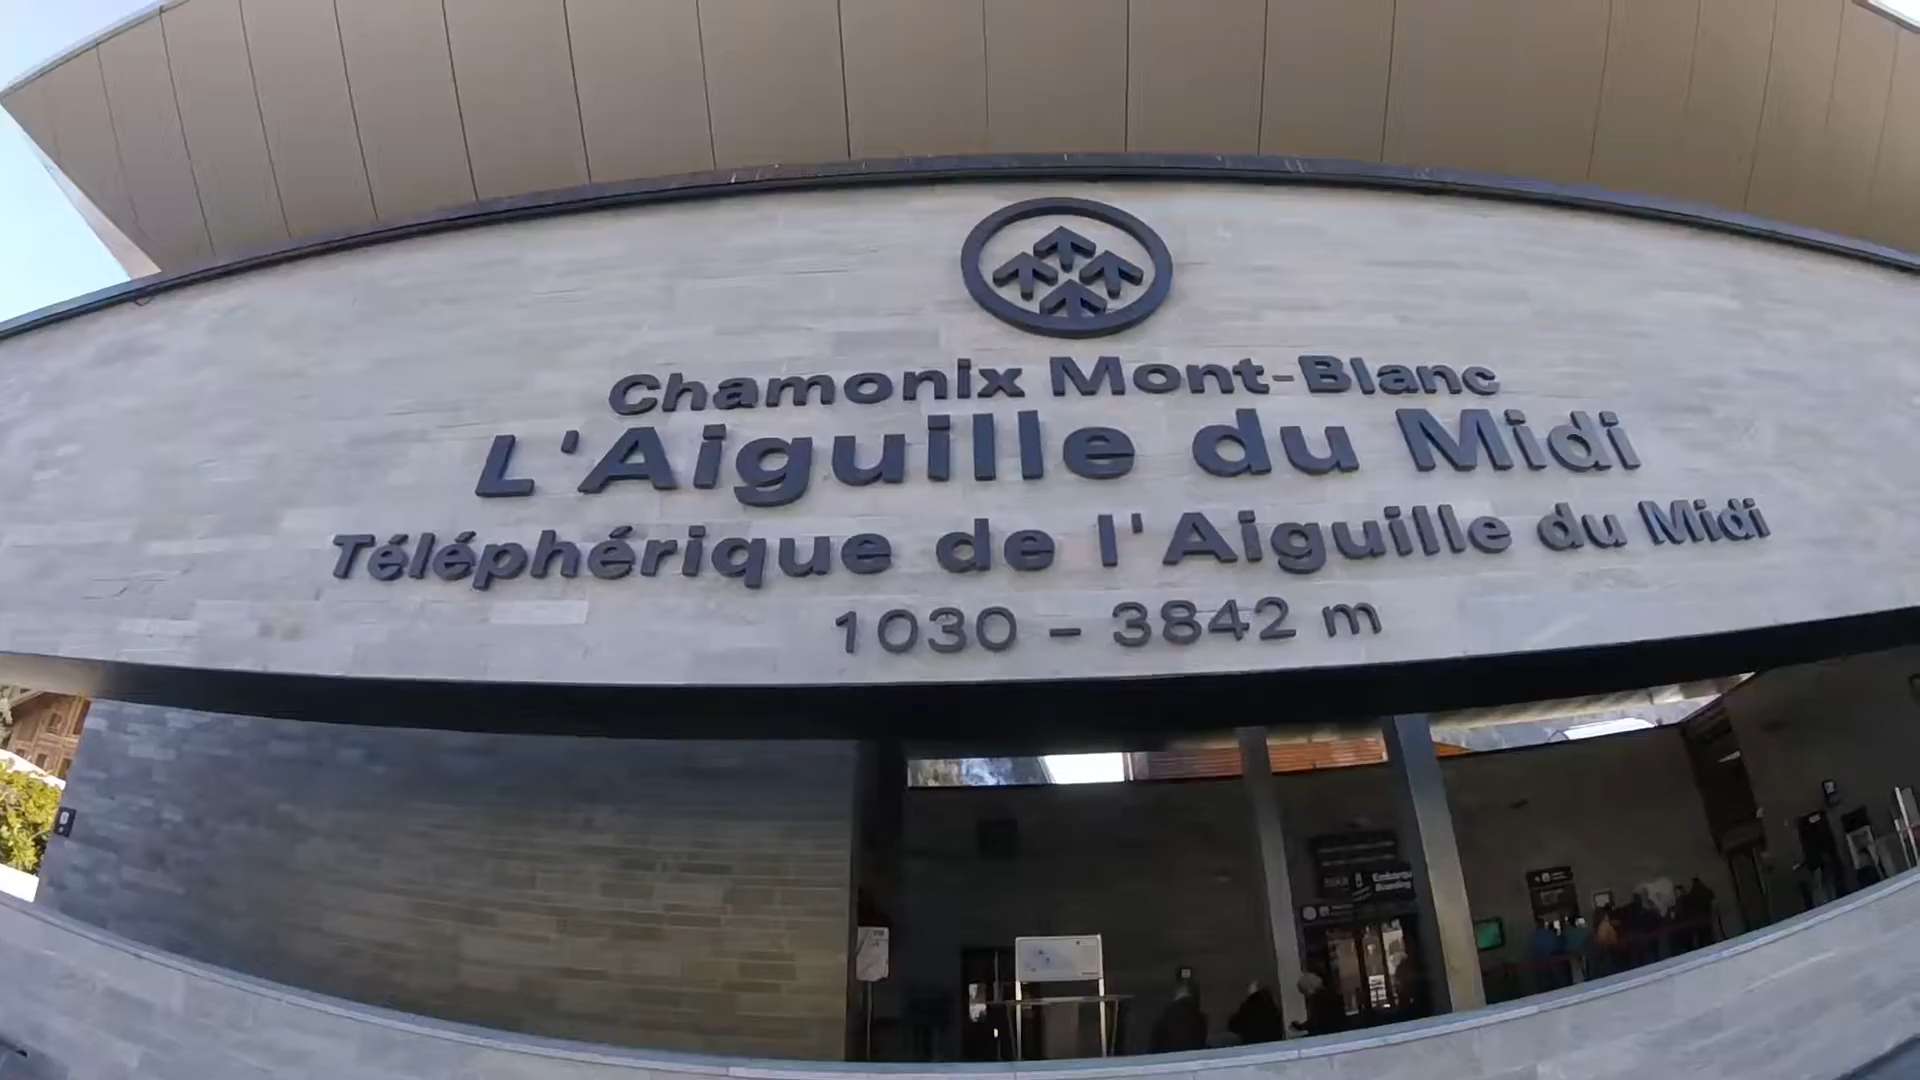 Chamonix Mont-Blanc
L'Aiguille du Midi
Téléphérique de l'Aiguille du Midi
1030 – 3842 m